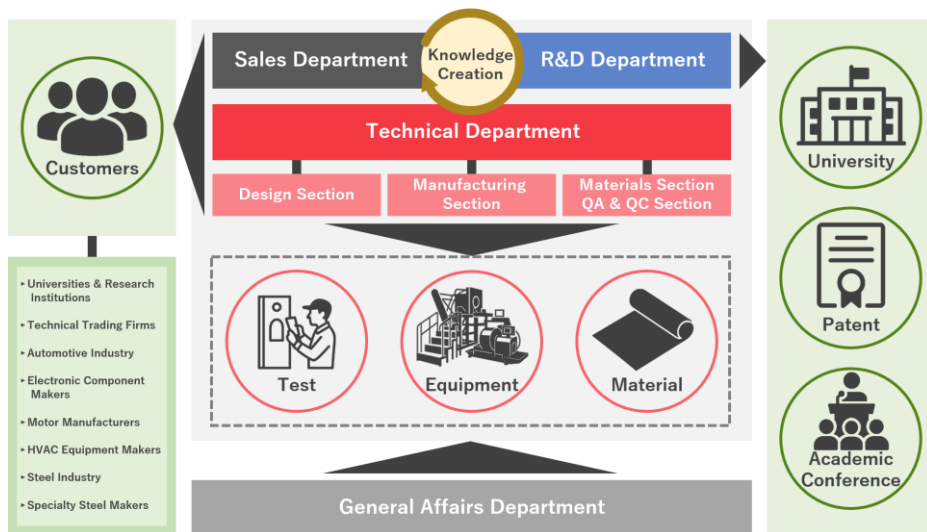 Customers
‣Universities & Research
Institutions
‣Technical Trading Firms
‣Automotive Industry
‣Electronic Component
Makers
‣Motor Manufacturers
‣HVAC Equipment Makers
‣Steel Industry
‣Specialty Steel Makers
Sales Department
Knowledge
Creation
R&D Department
Technical Department
Design Section
Manufacturing
Section
Materials Section
QA & QC Section
Test
Equipment
Material
General Affairs Department
University
Patent
Academic
Conference